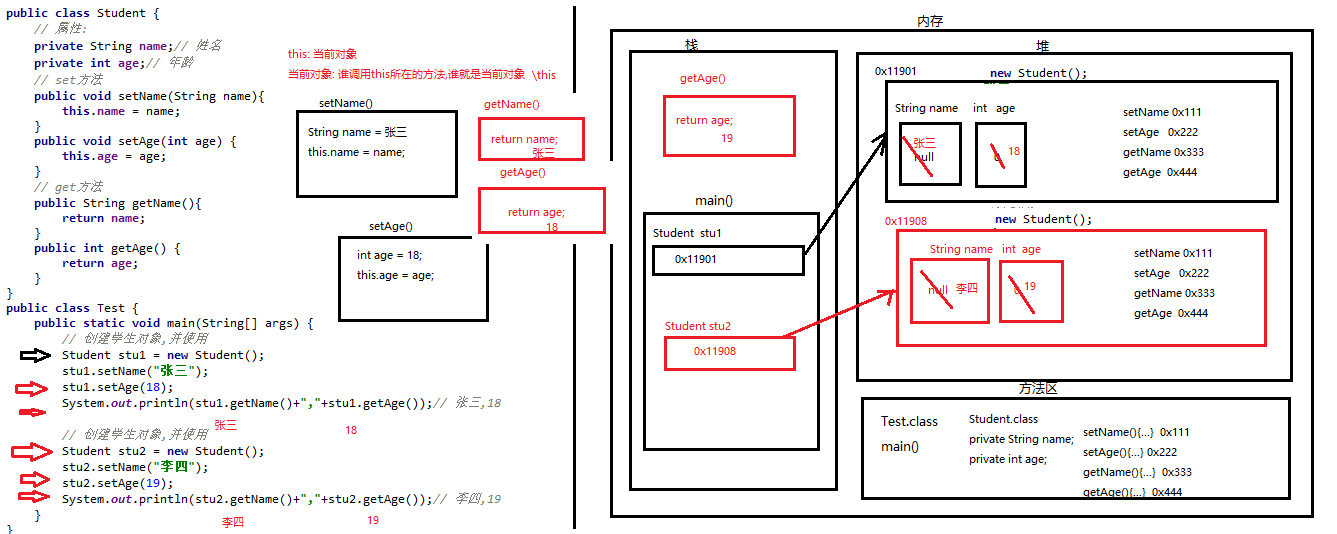 public class Student {
// 属性:
private String name;// 姓名
private int age;// 年龄
// set方法
public void setName(String name){
this.name = name;
}
public void setAge(int age) {
this.age = age;
}
// get方法
public String getName(){
return name;
}
public int getAge() {
return age;
}
}
public class Test {
public static void main(String[] args) {
// 创建学生对象,并使用
Student stu1 = new Student();
stu1.setName("张三");
stu1.setAge(18);
System.out.println(stu1.getName()+","+stu1.getAge());// 张三,18
张三
18
// 创建学生对象,并使用
Student stu2 = new Student();
stu2.setName("李四");
stu2.setAge(19);
System.out.println(stu2.getName()+","+stu2.getAge());// 李四,19
}
李四
19
}
this: 当前对象
当前对象: 谁调用this所在的方法,谁就是当前对象 \this
setName()
String name = 张三
this.name = name;
getName()
return name;
张三
getAge()
return age;
18
setAge()
int age = 18;
this.age = age;
内存
栈
getAge()
return age;
19
main()
Student stu1
0x11901
Student stu2
0x11908
堆
0x11901
new Student();
String name int age
张三
null
0
18
setName 0x111
setAge 0x222
getName 0x333
getAge 0x444
0x11908
new Student();
String name int age
null 李四
0 19
setName 0x111
setAge 0x222
getName 0x333
getAge 0x444
方法区
Test.class
main()
Student.class
private String name;
private int age;
setName(){...} 0x111
setAge(){...} 0x222
getName(){...} 0x333
getAge(){...} 0x444